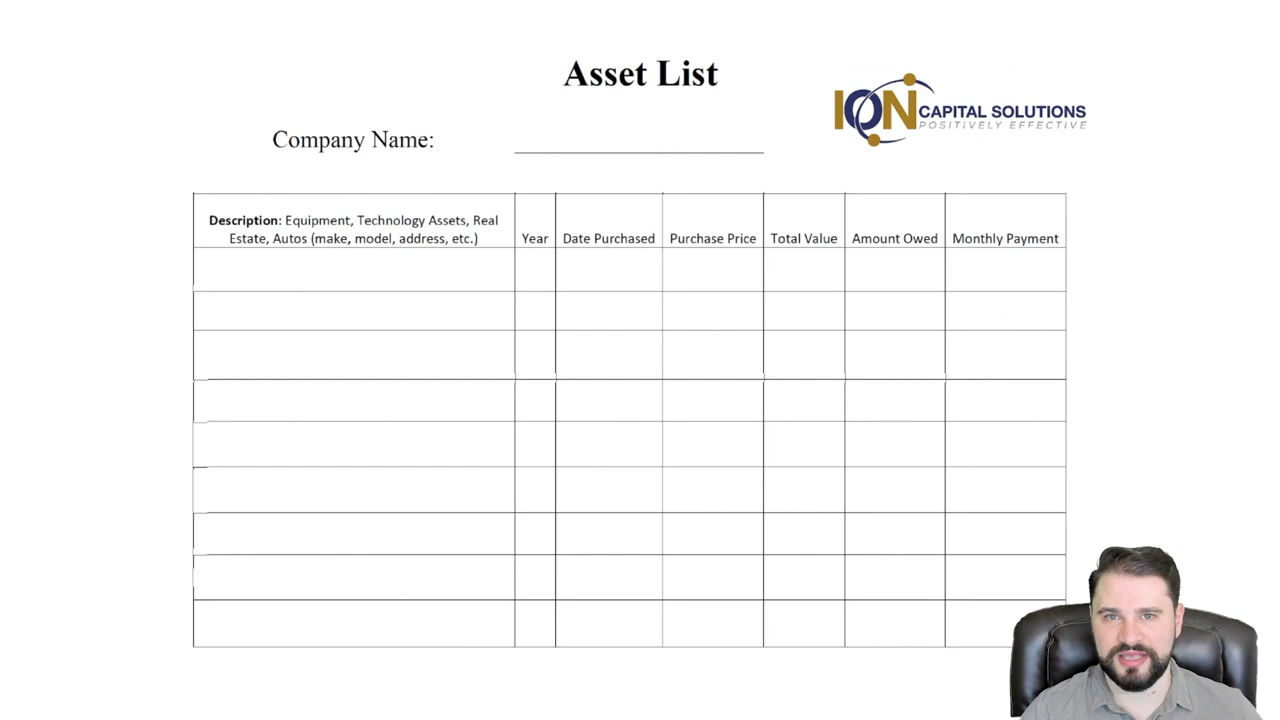 Asset List
ION CAPITAL SOLUTIONS
POSITIVELY EFFECTIVE
Company Name:
Description: Equipment, Technology Assets, Real
Estate, Autos (make, model, address, etc.) Year Date Purchased Purchase Price Total Value Amount Owed Monthly Payment